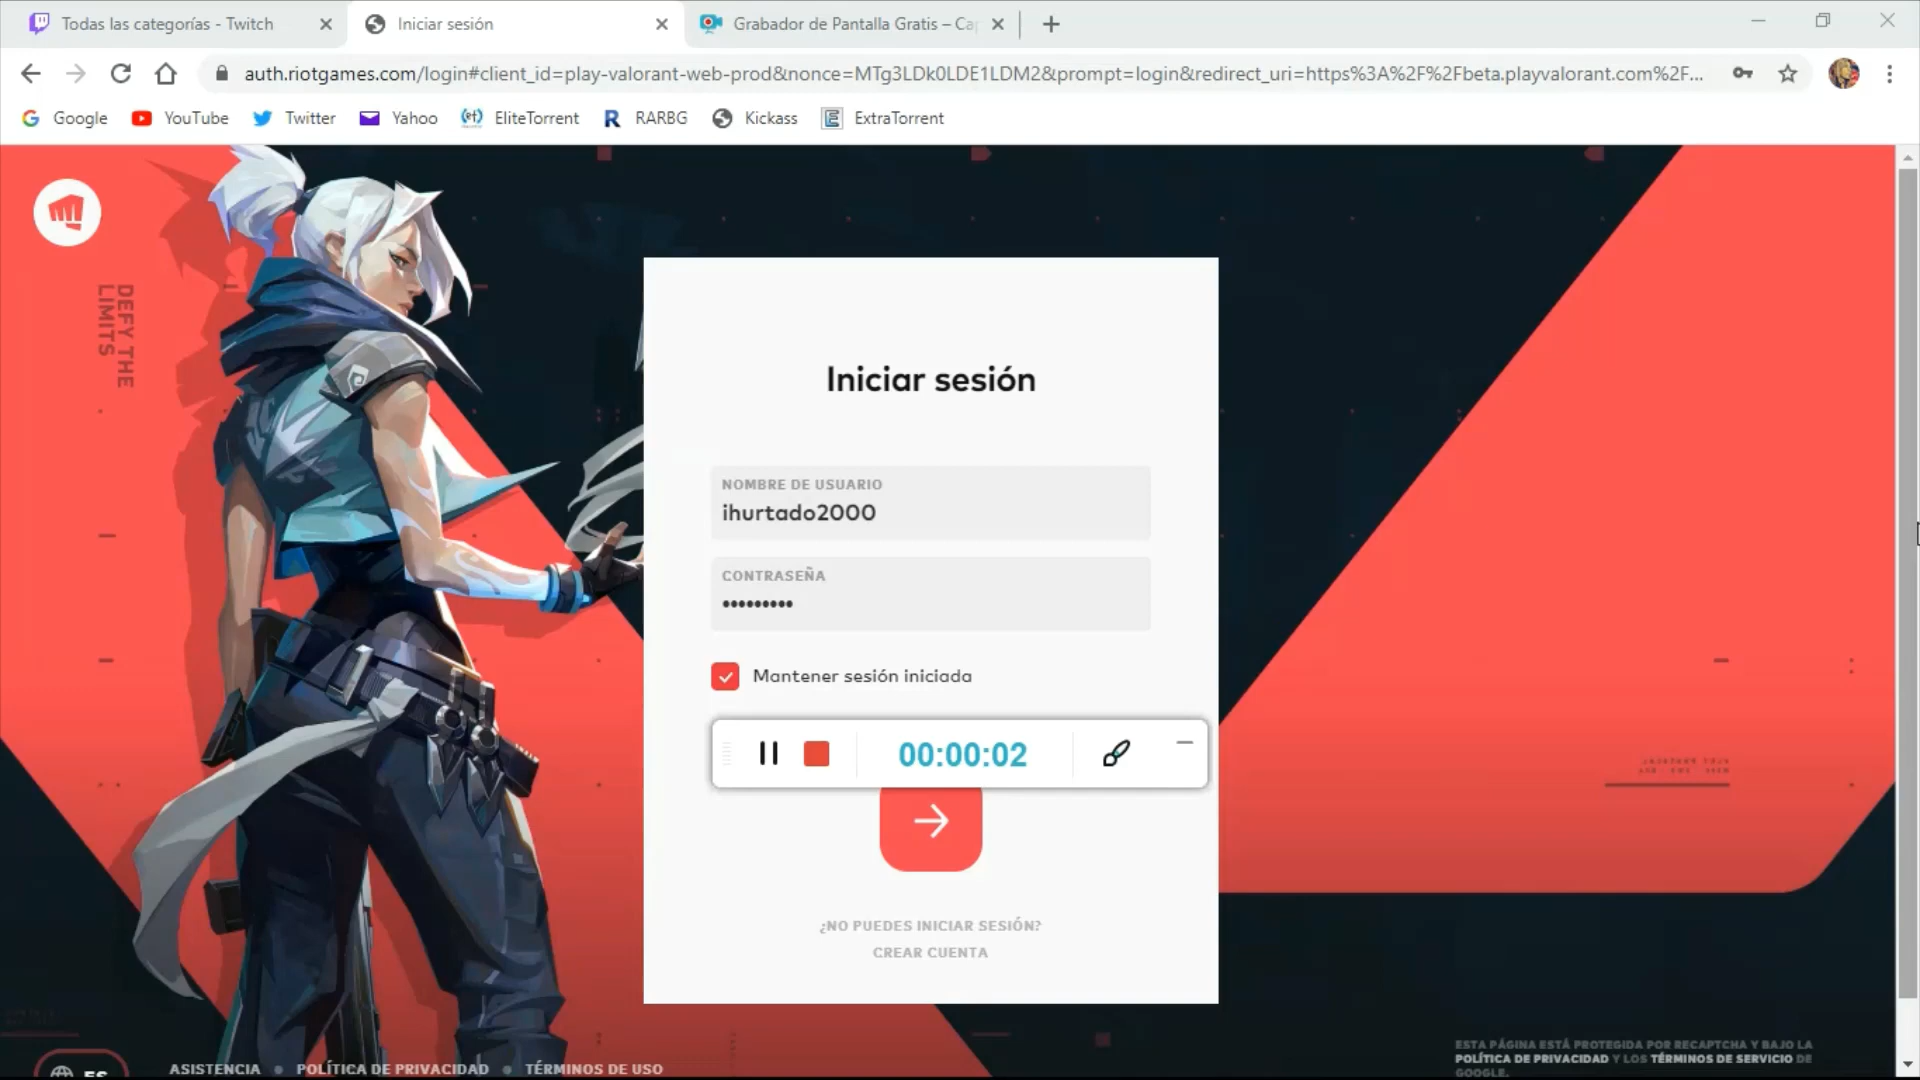 Todas las categorías - Twitch
Iniciar sesión
Grabador de Pantalla Gratis – Ca
auth.riotgames.com/login#client_id=play-valorant-web-prod&nonce=MTg3LDk0LDE1LDM2&prompt=login&redirect_uri=https%3A%2F%2Fbeta.playvalorant.com%2F...
Google
YouTube
Twitter
Yahoo
EliteTorrent
RARBG
Kickass
ExtraTorrent
DEFY THE
LIMITS
Iniciar sesión
NOMBRE DE USUARIO
ihurtado2000
CONTRASEÑA
•••••••••
Mantener sesión iniciada
00:00:02
¿NO PUEDES INICIAR SESIÓN?
CREAR CUENTA
ES
ASISTENCIA
POLÍTICA DE PRIVACIDAD
TÉRMINOS DE USO
ESTA PÁGINA ESTÁ PROTEGIDA POR RECAPTCHA Y BAJO LA
POLÍTICA DE PRIVACIDAD Y LOS TÉRMINOS DE SERVICIO DE
GOOGLE.